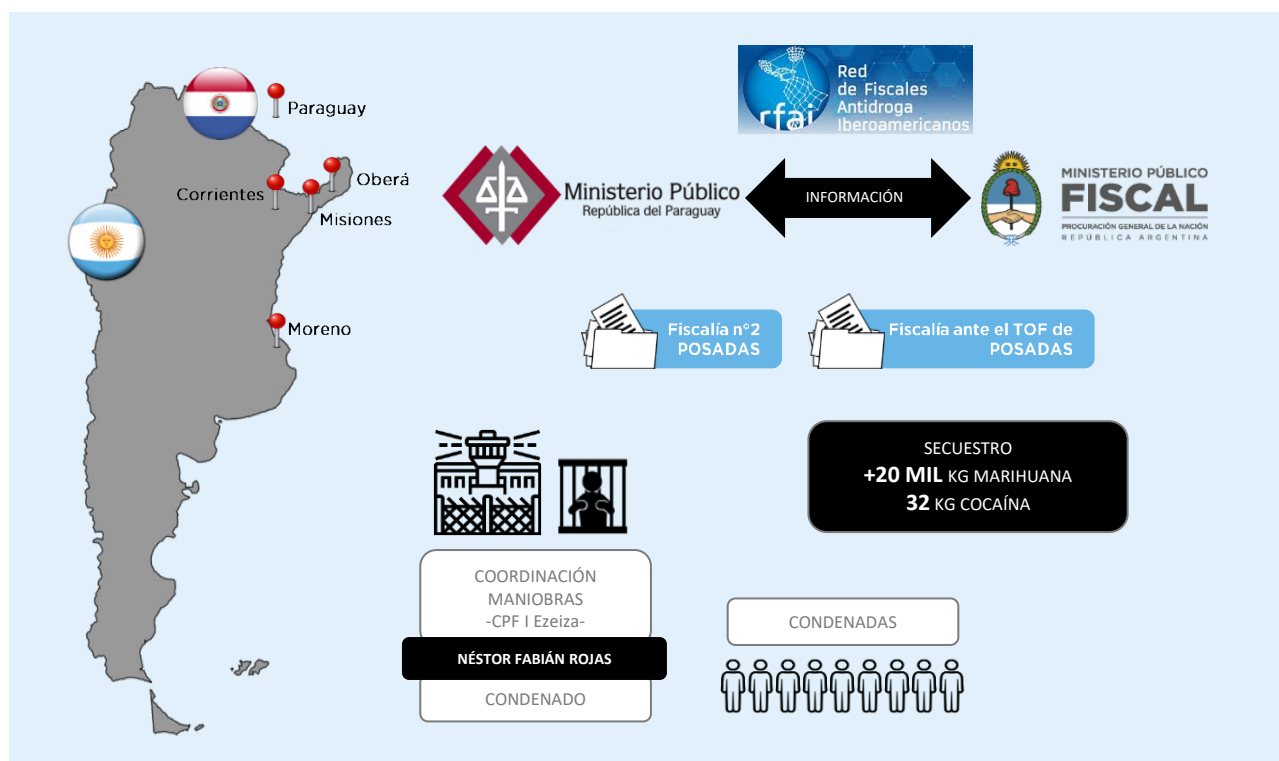 Paraguay
Corrientes
Oberá
Misiones
Moreno
rfai
Red
de Fiscales
Antidroga
Iberoamericanos
Ministerio Público
República del Paraguay
INFORMACIÓN
MINISTERIO PÚBLICO
FISCAL
PROCURACIÓN GENERAL DE LA NACIÓN
REPÚBLICA ARGENTINA
Fiscalía n°2
POSADAS
Fiscalía ante el TOF de
POSADAS
SECUESTRO
+20 MIL KG MARIHUANA
32 KG COCAÍNA
COORDINACIÓN
MANIOBRAS
-CPF I Ezeiza-
NÉSTOR FABIÁN ROJAS
CONDENADO
CONDENADAS